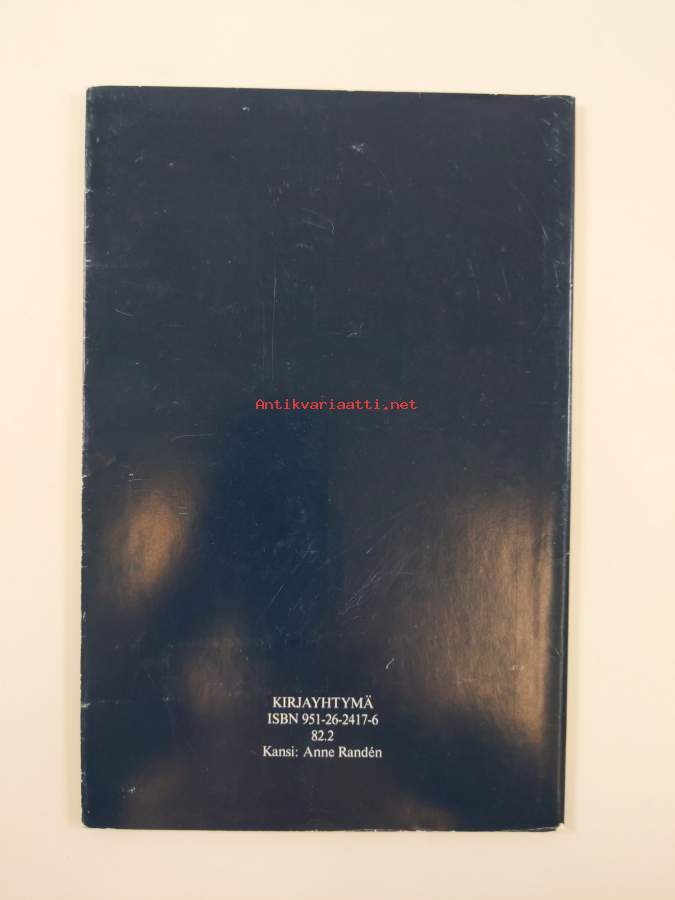 Antikvariaatti.net
KIRJAYHTYMÄ
ISBN 951-26-2417-6
82.2
Kansi: Anne Randén